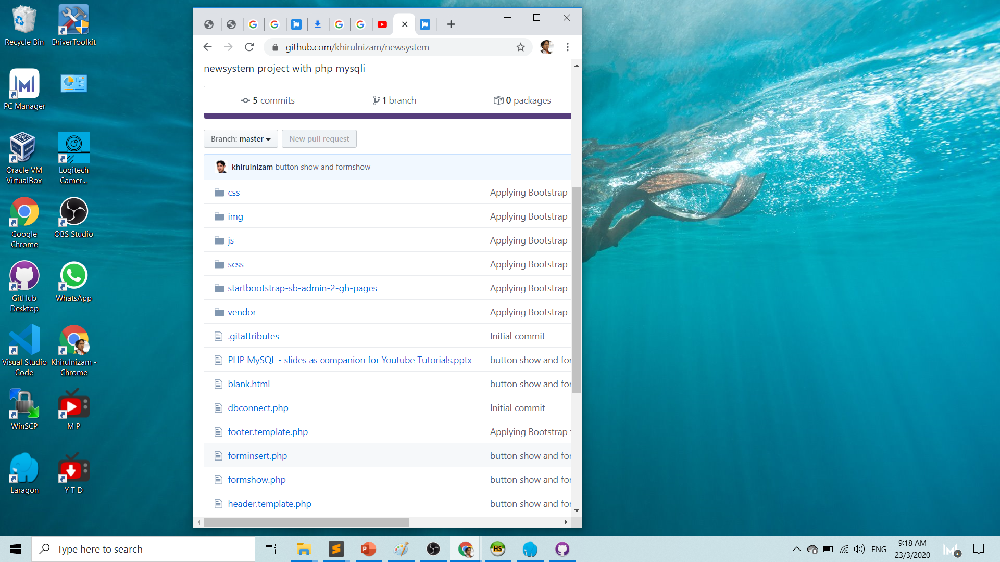 Recycle Bin
DriverToolkit
PC Manager
Oracle VM
VirtualBox
Logitech
Camer...
Google
Chrome
OBS Studio
GitHub
Desktop
WhatsApp
Visual Studio
Code
Khirulnizam -
Chrome
WinSCP
M P
Laragon
Y T D
github.com/khirulnizam/newsystem
newsystem project with php mysqli
5 commits
1 branch
0 packages
Branch: master
New pull request
khirulnizam button show and formshow
css Applying Bootstrap t
img Applying Bootstrap t
js Applying Bootstrap t
scss Applying Bootstrap t
startbootstrap-sb-admin-2-gh-pages Applying Bootstrap t
vendor Applying Bootstrap t
.gitattributes Initial commit
PHP MySQL - slides as companion for Youtube Tutorials.pptx button show and for
blank.html button show and for
dbconnect.php Initial commit
footer.template.php Applying Bootstrap t
forminsert.php button show and for
formshow.php button show and for
header.template.php button show and for
Type here to search
HS
ENG
9:18 AM
23/3/2020
2